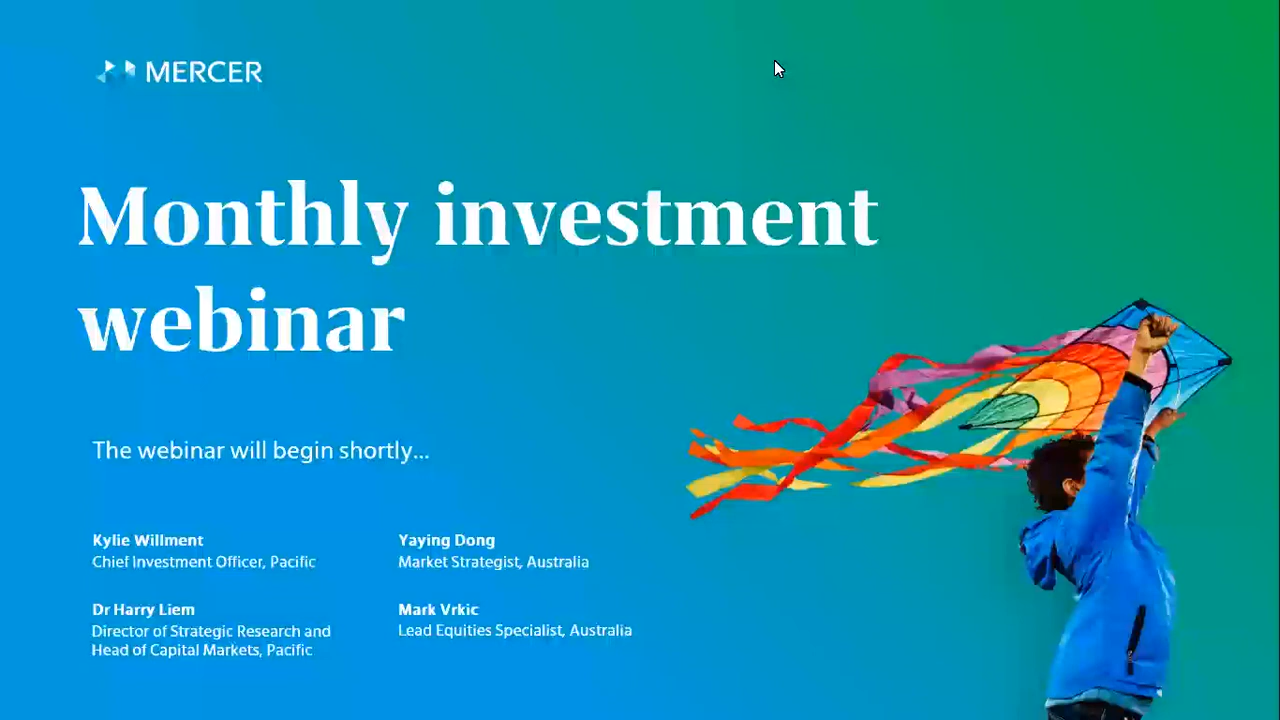 MERCER
Monthly investment
webinar
The webinar will begin shortly...
Kylie Willment
Chief Investment Officer, Pacific
Yaying Dong
Market Strategist, Australia
Dr Harry Liem
Director of Strategic Research and
Head of Capital Markets, Pacific
Mark Vrkic
Lead Equities Specialist, Australia